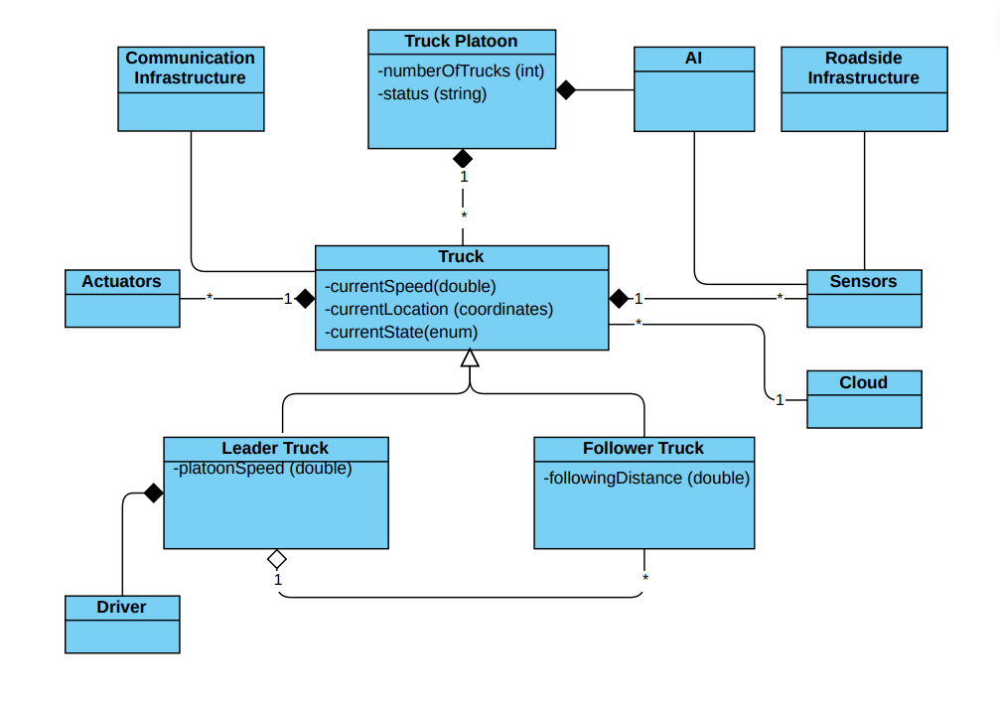 Communication
Infrastructure
Truck Platoon
-numberOfTrucks (int)
-status (string)
AI
Roadside
Infrastructure
1
*
Truck
-currentSpeed(double)
-currentLocation (coordinates)
-currentState(enum)
Actuators
* 1
1 *
Sensors
*
1
Cloud
Leader Truck
-platoonSpeed (double)
Follower Truck
-followingDistance (double)
1 *
Driver